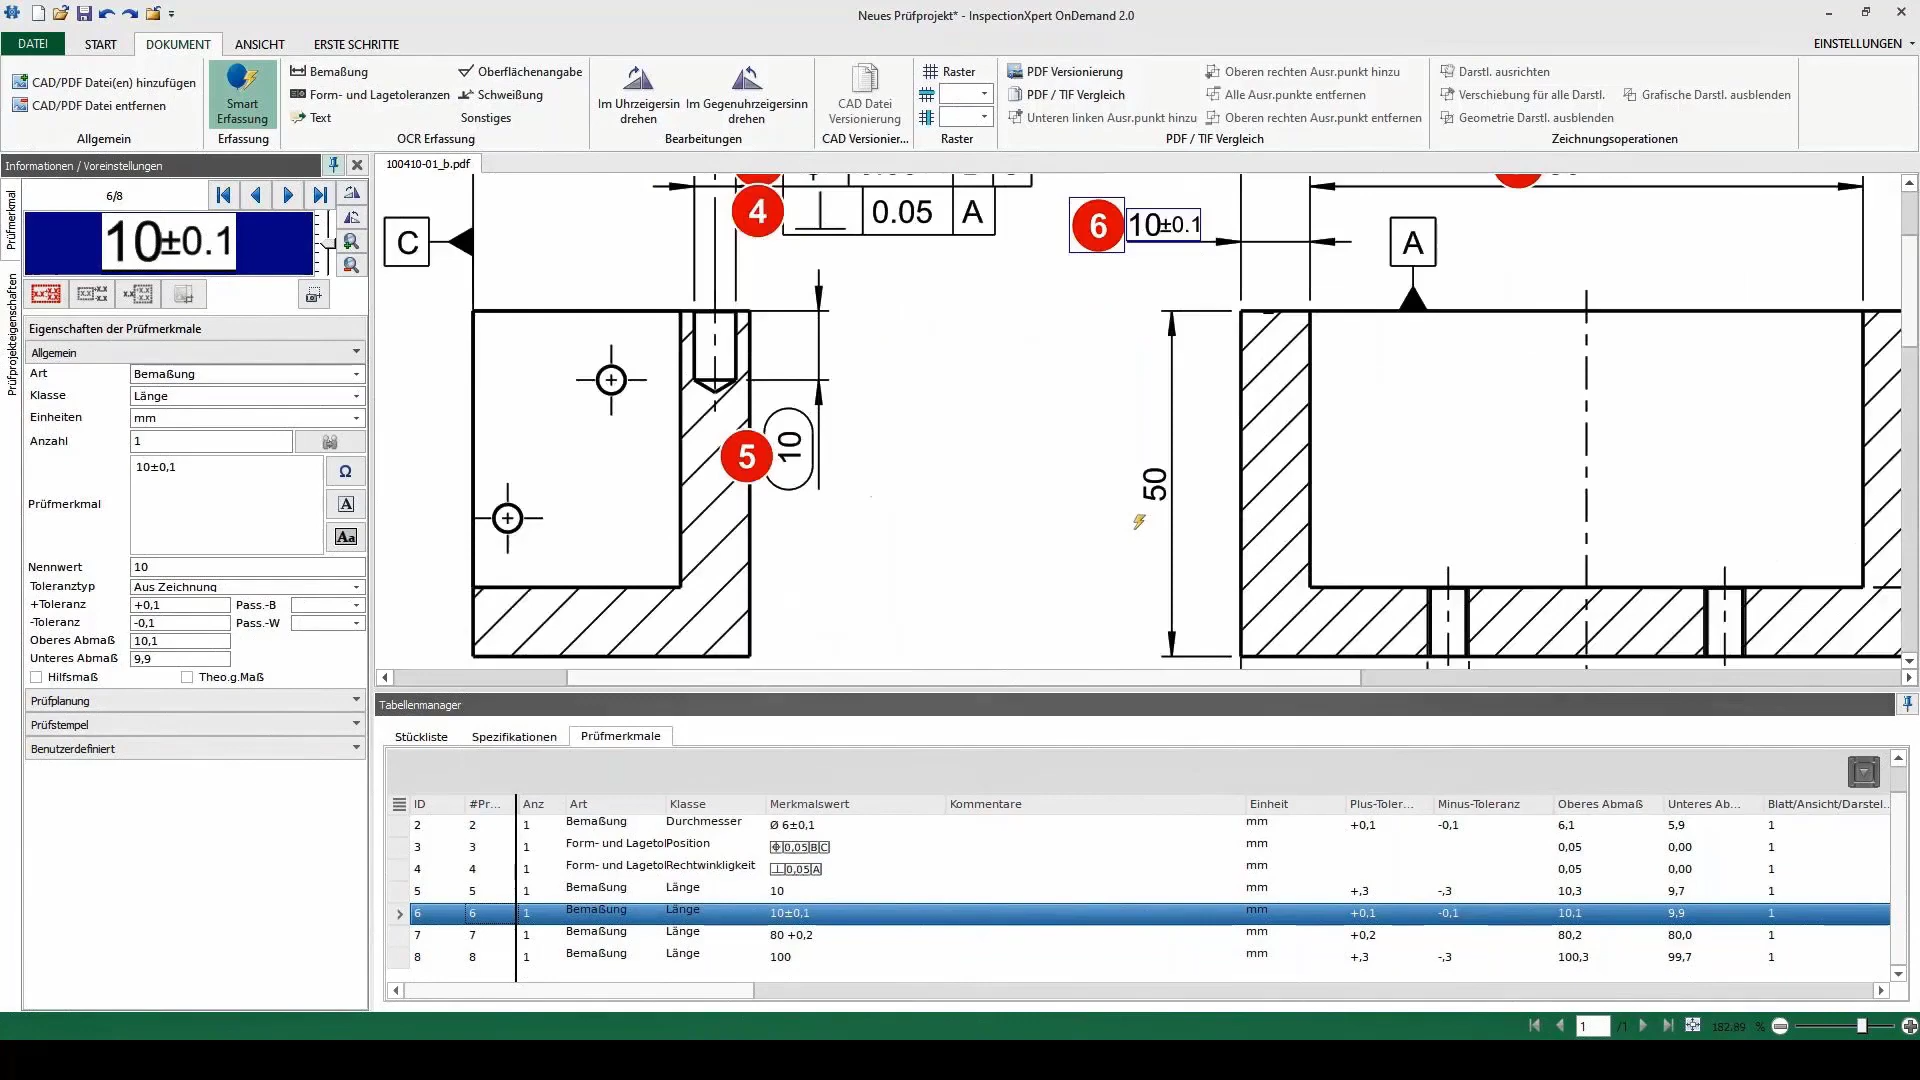 Neues Prüfprojekt* - InspectionXpert OnDemand 2.0
DATEI START DOKUMENT ANSICHT ERSTE SCHRITTE EINSTELLUNGEN
CAD/PDF Datei(en) hinzufügen
CAD/PDF Datei entfernen
Allgemein
Smart
Erfassung
Erfassung
Bemaßung
Form- und Lagetoleranzen
Text
Oberflächenangabe
Schweißung
Sonstiges
OCR Erfassung
Im Uhrzeigersin
drehen
Im Gegenuhrzeigersinn
drehen
Bearbeitungen
CAD Datei
Versionierung
CAD Versionier...
Raster
Raster
PDF Versionierung
PDF / TIF Vergleich
Unteren linken Ausr.punkt hinzu
Oberen rechten Ausr.punkt hinzu
Alle Ausr.punkte entfernen
Oberen rechten Ausr.punkt entfernen
PDF / TIF Vergleich
Darstl. ausrichten
Verschiebung für alle Darstl.
Grafische Darstl. ausblenden
Geometrie Darstl. ausblenden
Zeichnungsoperationen
Informationen / Voreinstellungen
Prüfmerkmal
Prüfprojekteigenschaften
6/8
10±0.1
Eigenschaften der Prüfmerkmale
Allgemein
Art Bemaßung
Klasse Länge
Einheiten mm
Anzahl 1
Prüfmerkmal 10±0,1
Ω
A
Aa
Nennwert 10
Toleranztyp Aus Zeichnung
+Toleranz +0,1 Pass.-B
-Toleranz -0,1 Pass.-W
Oberes Abmaß 10,1
Unteres Abmaß 9,9
Hilfsmaß Theo.g.Maß
Prüfplanung
Prüfstempel
Benutzerdefiniert
100410-01_b.pdf
4 ⊥ 0.05 A
C
6 10±0.1
A
5 10
50
Tabellenmanager
Stückliste Spezifikationen Prüfmerkmale
ID #Pr... Anz Art Klasse Merkmalswert Kommentare Einheit Plus-Toler... Minus-Toleranz Oberes Abmaß Unteres Ab... Blatt/Ansicht/Darstel...
2 2 1 Bemaßung Durchmesser Ø 6±0,1 mm +0,1 -0,1 6,1 5,9 1
3 3 1 Form- und Lagetol Position ⌖ 0,05 B C mm 0,05 0,00 1
4 4 1 Form- und Lagetol Rechtwinkligkeit ⊥ 0,05 A mm 0,05 0,00 1
5 5 1 Bemaßung Länge 10 mm +,3 -,3 10,3 9,7 1
6 6 1 Bemaßung Länge 10±0,1 mm +0,1 -0,1 10,1 9,9 1
7 7 1 Bemaßung Länge 80 +0,2 mm +0,2 80,2 80,0 1
8 8 1 Bemaßung Länge 100 mm +,3 -,3 100,3 99,7 1
1 /1 182.89 %